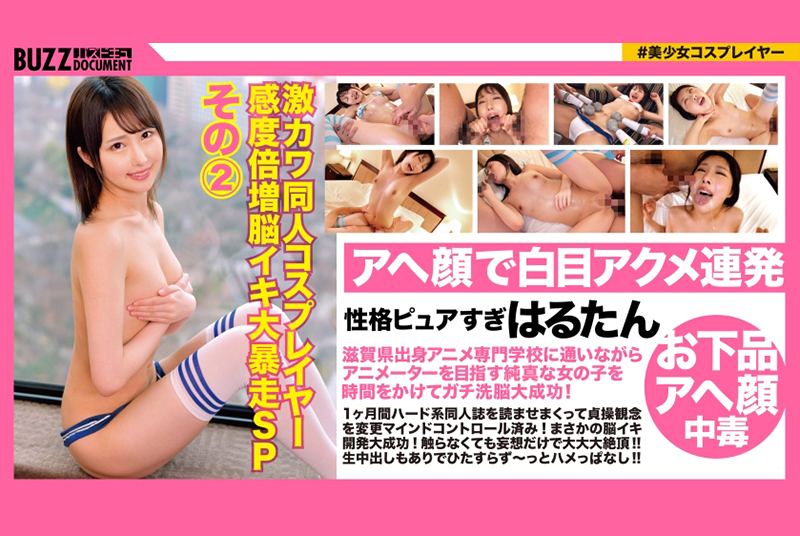 BUZZ バズドキュ DOCUMENT
#美少女コスプレイヤー
激カワ同人コスプレイヤー
感度倍増脳イキ大暴走SP
その②
アヘ顔で白目アクメ連発
性格ピュアすぎはるたん
滋賀県出身アニメ専門学校に通いながら
アニメーターを目指す純真な女の子を
時間をかけてガチ洗脳大成功!
お下品
アヘ顔
中毒
1ヶ月間ハード系同人誌を読ませまくって貞操観念
を変更マインドコントロール済み!まさかの脳イキ
開発大成功!触らなくても妄想だけで大大大絶頂!!
生中出しもありでひたすらず〜っとハメっぱなし!!